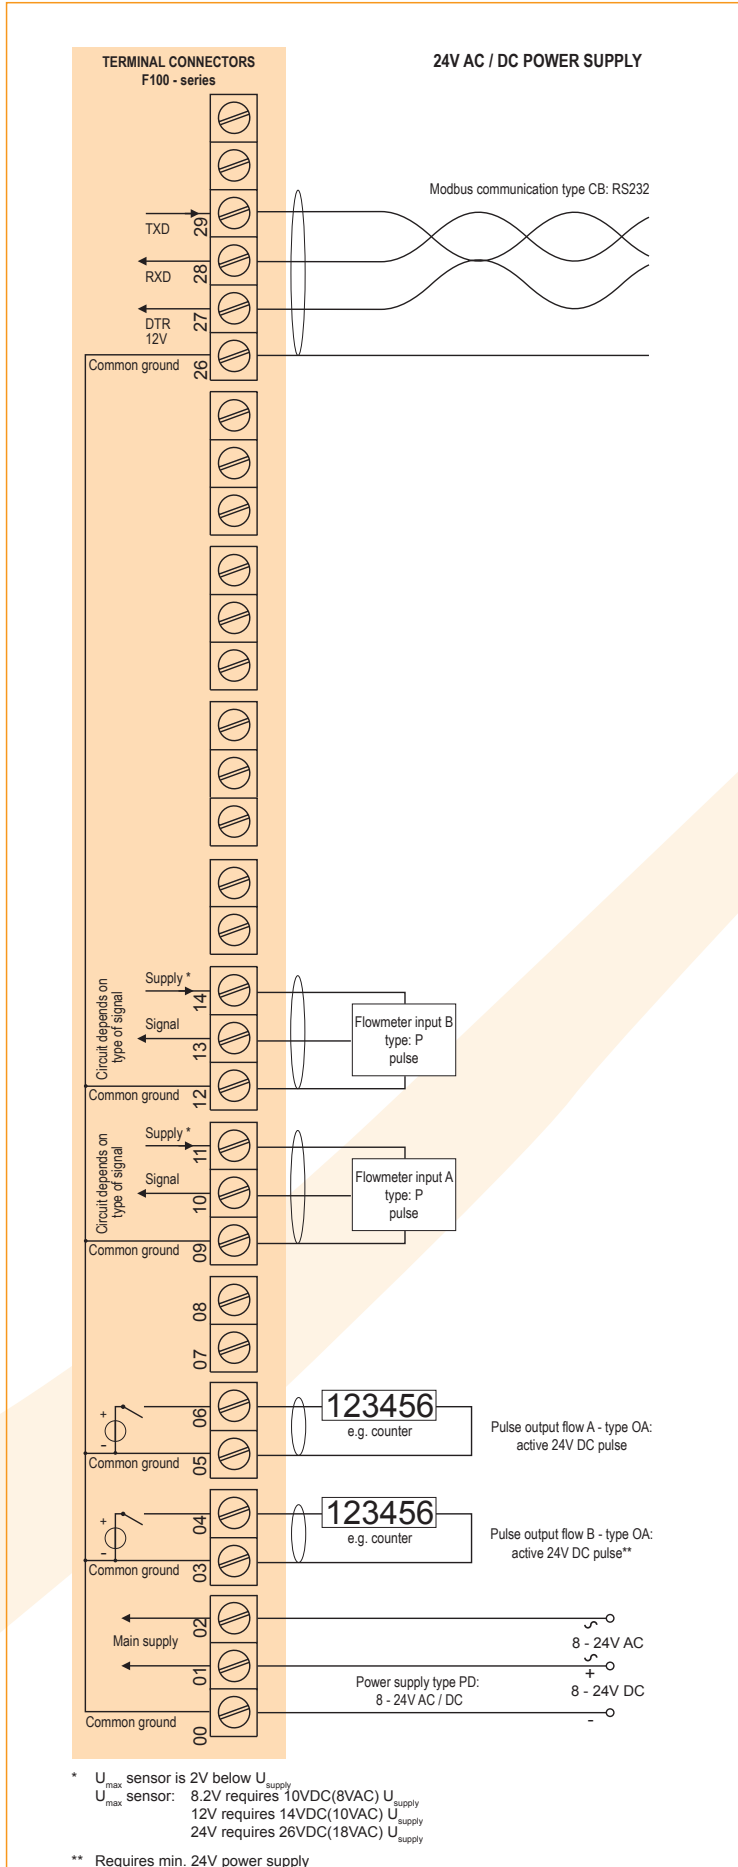 TERMINAL CONNECTORS
F100 - series
24V AC / DC POWER SUPPLY
Modbus communication type CB: RS232
TXD
29
RXD
28
DTR
12V
27
Common ground
26
Circuit depends on
type of signal
Supply *
14
Signal
13
Common ground
12
Flowmeter input B
type: P
pulse
Circuit depends on
type of signal
Supply *
11
Signal
10
Common ground
09
Flowmeter input A
type: P
pulse
08
07
+
-
06
Common ground
05
123456
e.g. counter
Pulse output flow A - type OA:
active 24V DC pulse
+
-
04
Common ground
03
123456
e.g. counter
Pulse output flow B - type OA:
active 24V DC pulse**
02
Main supply
01
8 - 24V AC
+
8 - 24V DC
-
Power supply type PD:
8 - 24V AC / DC
Common ground
00
* Umax sensor is 2V below Usupply
Umax sensor: 8.2V requires 10VDC(8VAC) Usupply
12V requires 14VDC(10VAC) Usupply
24V requires 26VDC(18VAC) Usupply
** Requires min. 24V power supply